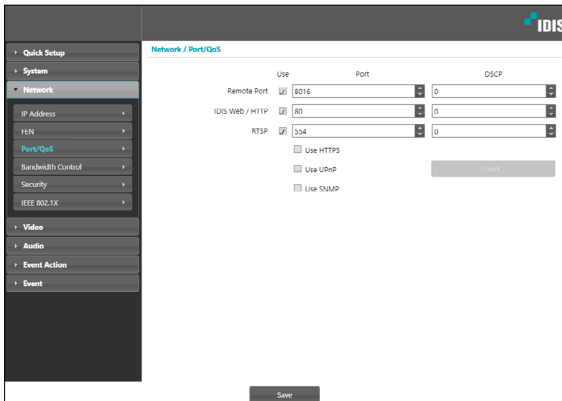 IDIS
Quick Setup
System
Network
IP Address
FEN
Port/QoS
Bandwidth Control
Security
IEEE 802.1X
Video
Audio
Event Action
Event
Network / Port/QoS
Use Port DSCP
Remote Port 8016 0
IDIS Web / HTTP 80 0
RTSP 554 0
Use HTTPS
Use UPnP Check
Use SNMP
Save